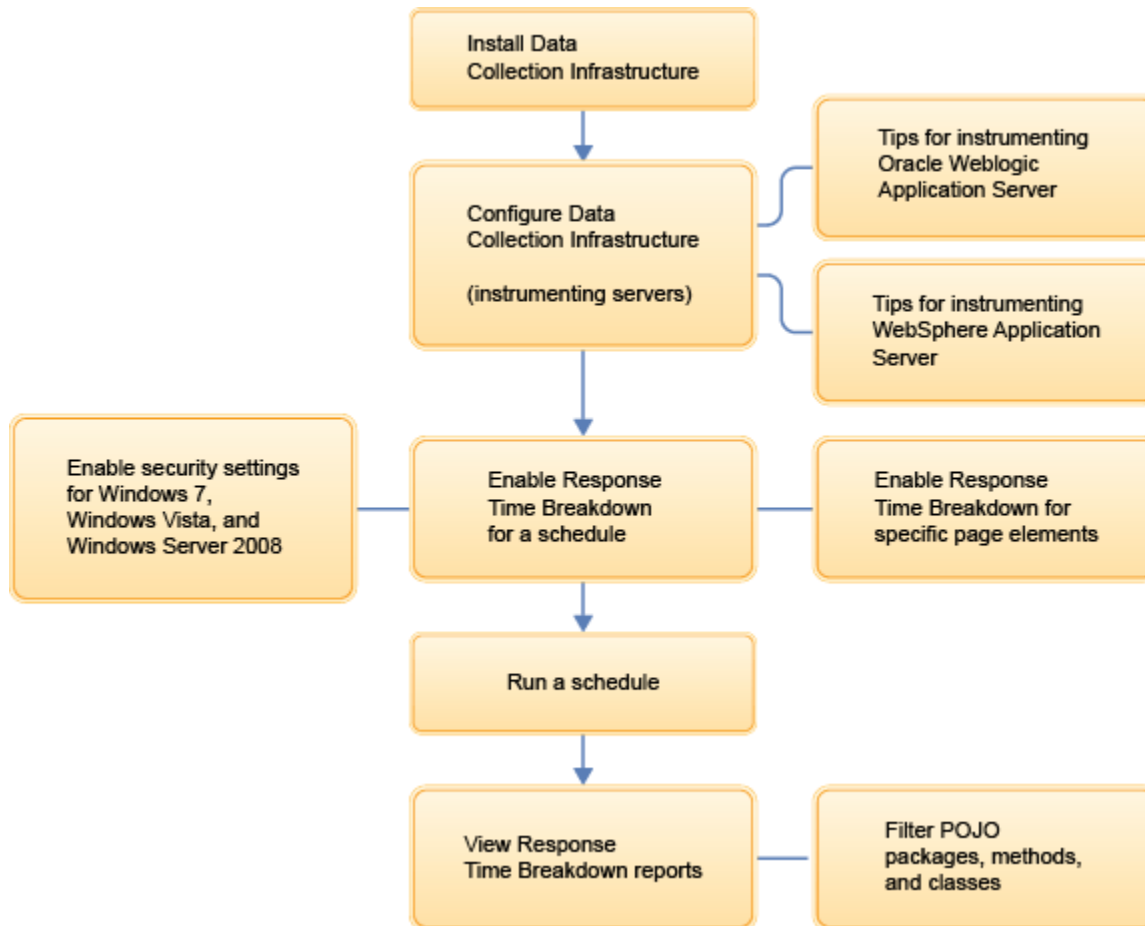 Install Data
Collection Infrastructure
Tips for instrumenting
Oracle Weblogic
Application Server
Configure Data
Collection Infrastructure
(instrumenting servers)
Tips for instrumenting
WebSphere Application
Server
Enable security settings
for Windows 7,
Windows Vista, and
Windows Server 2008
Enable Response
Time Breakdown
for a schedule
Enable Response
Time Breakdown for
specific page elements
Run a schedule
View Response
Time Breakdown reports
Filter POJO
packages, methods,
and classes